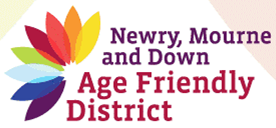 Newry, Mourne
and Down
Age Friendly
District